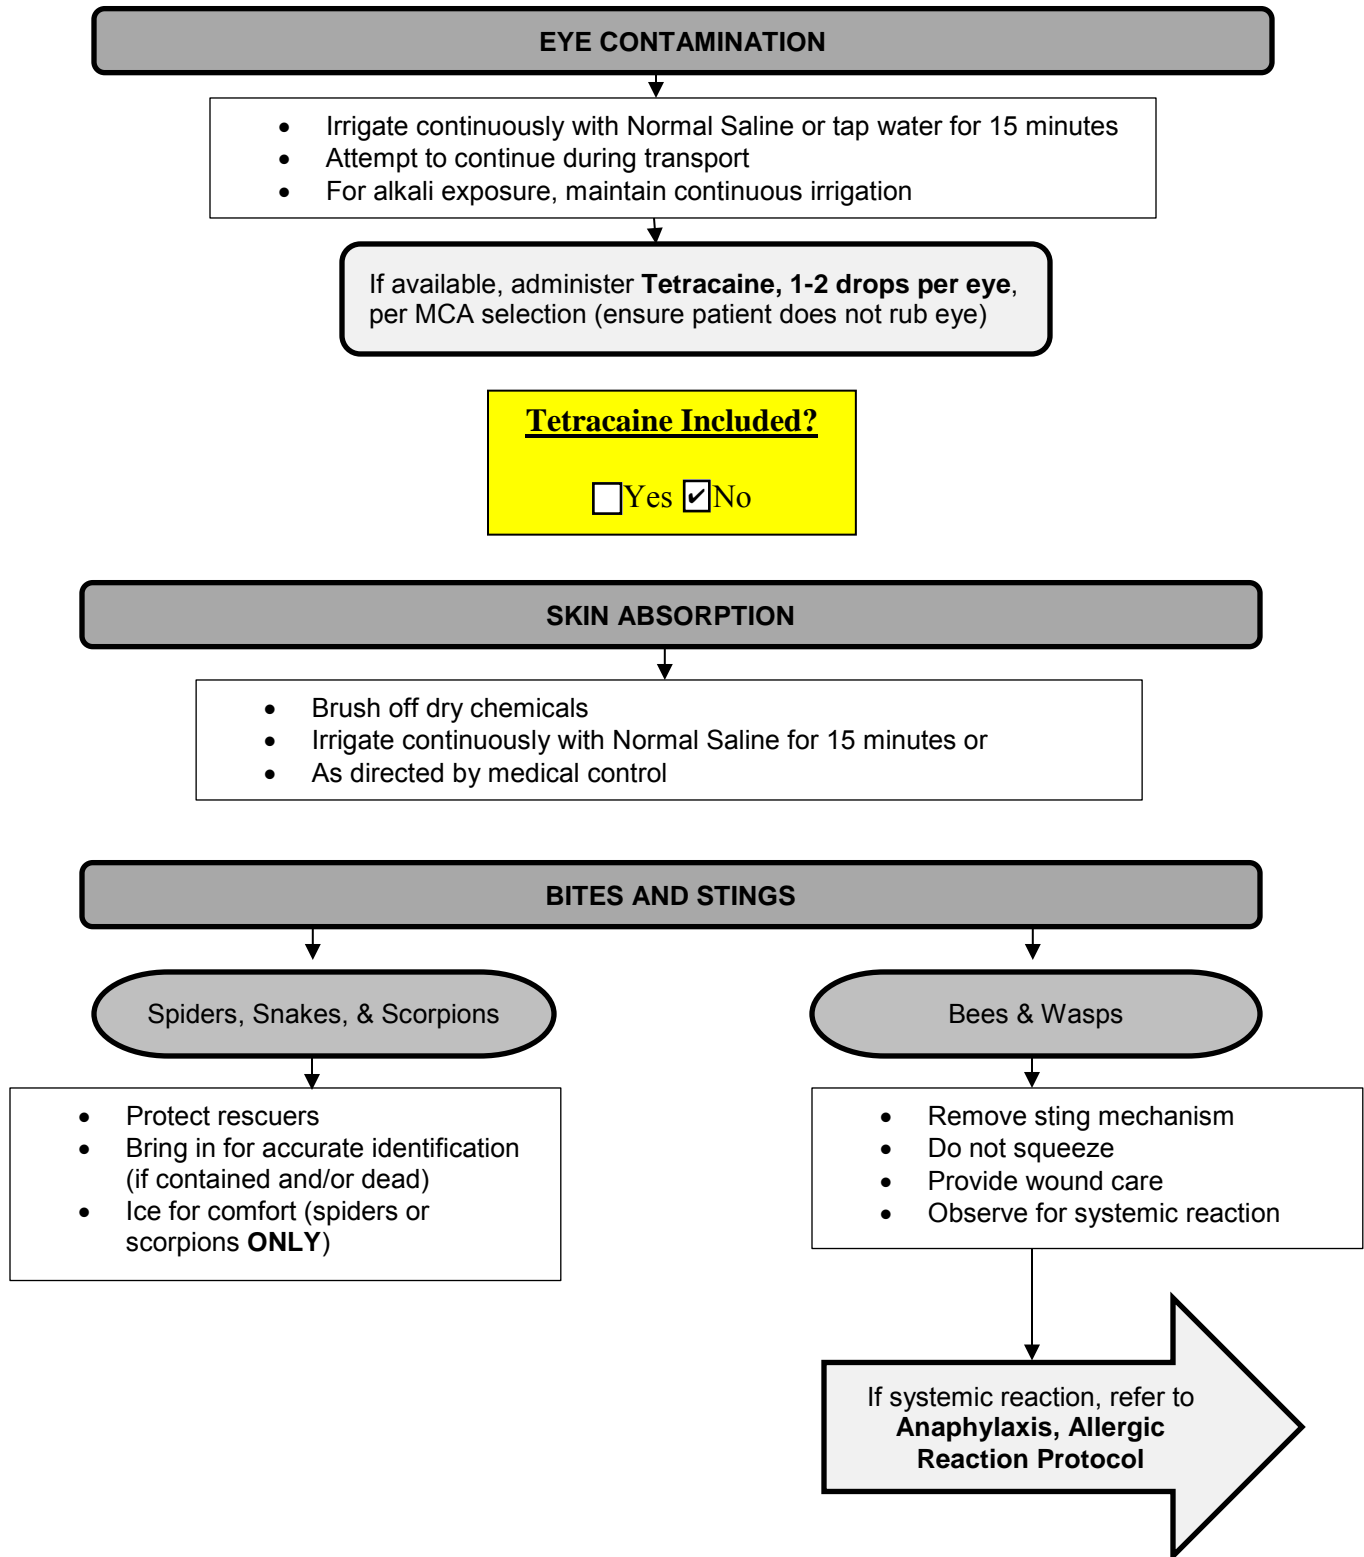 EYE CONTAMINATION
• Irrigate continuously with Normal Saline or tap water for 15 minutes
• Attempt to continue during transport
• For alkali exposure, maintain continuous irrigation
If available, administer Tetracaine, 1-2 drops per eye,
per MCA selection (ensure patient does not rub eye)
Tetracaine Included?
☐Yes ☑No
SKIN ABSORPTION
• Brush off dry chemicals
• Irrigate continuously with Normal Saline for 15 minutes or
• As directed by medical control
BITES AND STINGS
Spiders, Snakes, & Scorpions
• Protect rescuers
• Bring in for accurate identification
(if contained and/or dead)
• Ice for comfort (spiders or
scorpions ONLY)
Bees & Wasps
• Remove sting mechanism
• Do not squeeze
• Provide wound care
• Observe for systemic reaction
If systemic reaction, refer to
Anaphylaxis, Allergic
Reaction Protocol